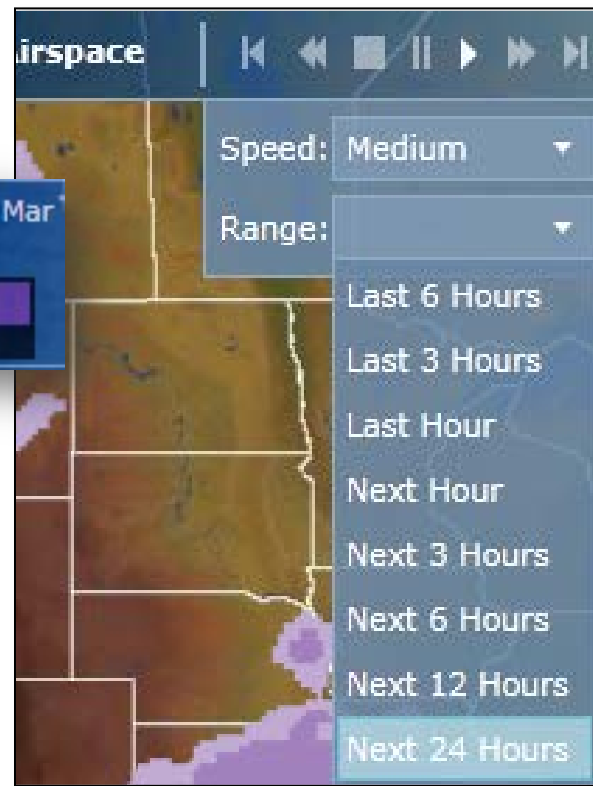 irspace
Speed: Medium
Mar
Range:
Last 6 Hours
Last 3 Hours
Last Hour
Next Hour
Next 3 Hours
Next 6 Hours
Next 12 Hours
Next 24 Hours